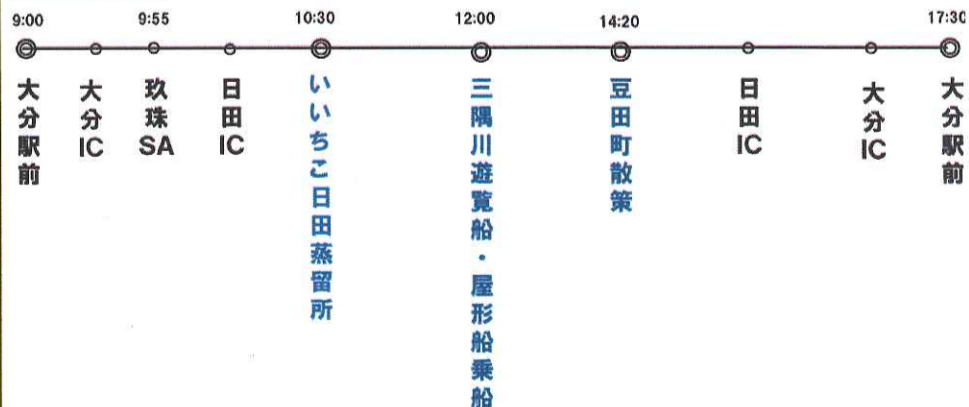 9:00
9:55
10:30
12:00
14:20
17:30
大分駅前
大分IC
玖珠SA
日田IC
いいちこ日田蒸留所
三隈川遊覧船・屋形船乗船
豆田町散策
日田IC
大分IC
大分駅前